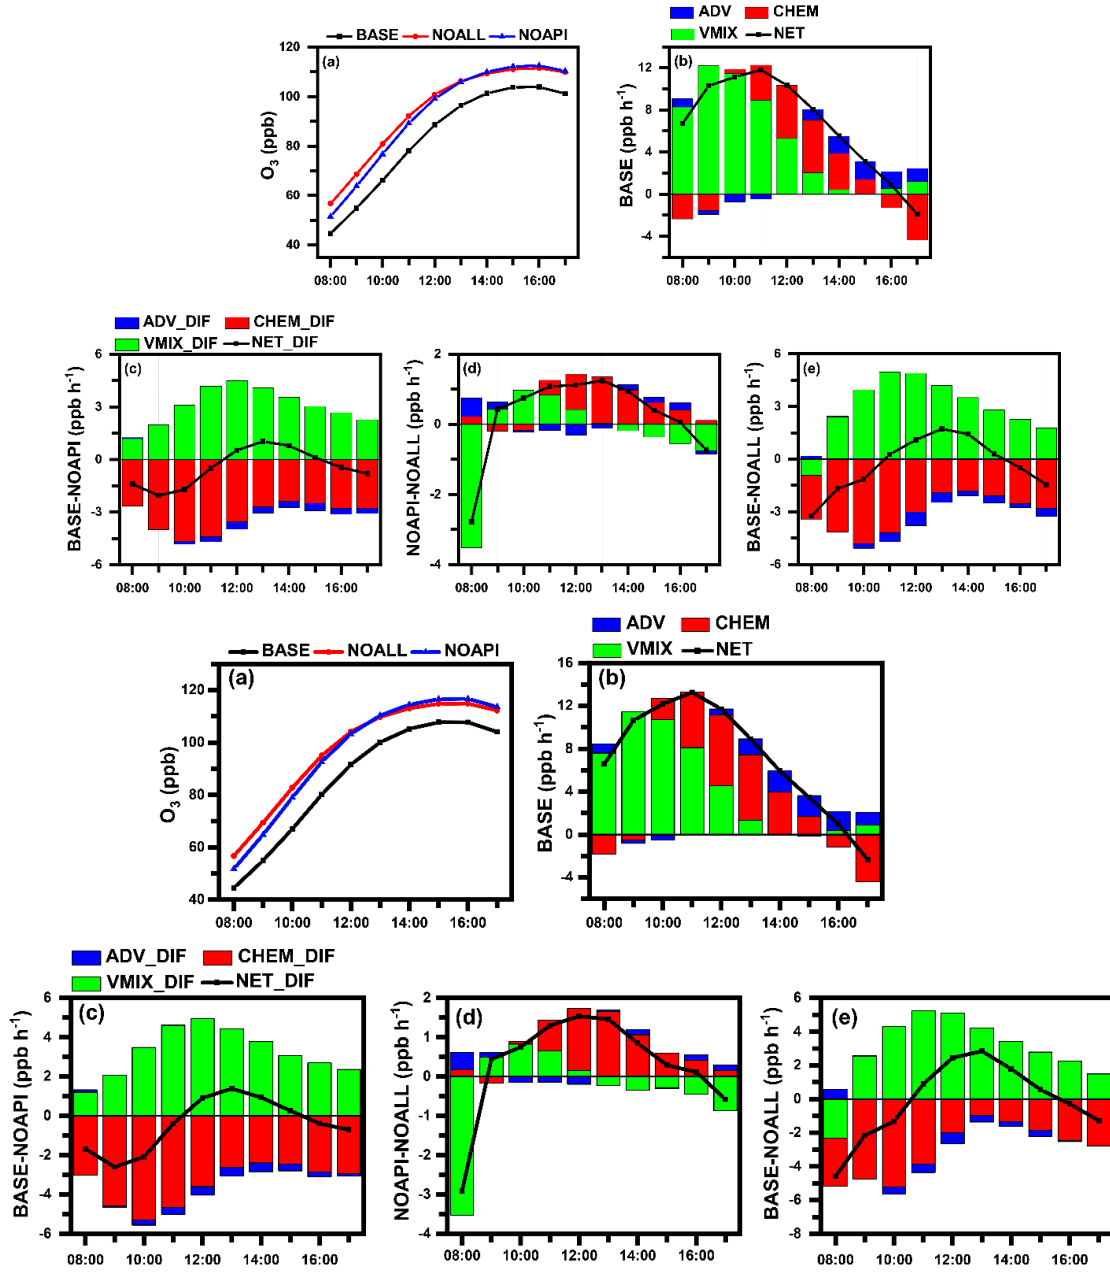 ADV CHEM
VMIX NET
BASE NOALL NOAPI
(a)
O3 (ppb)
120
100
80
60
40
08:00 10:00 12:00 14:00 16:00
(b)
BASE (ppb h-1)
12
8
4
0
-4
08:00 10:00 12:00 14:00 16:00
ADV_DIF CHEM_DIF
VMIX_DIF NET_DIF
(c)
BASE-NOAPI (ppb h-1)
6
3
0
-3
-6
08:00 10:00 12:00 14:00 16:00
(d)
NOAPI-NOALL (ppb h-1)
2
0
-2
-4
08:00 10:00 12:00 14:00 16:00
(e)
BASE-NOALL (ppb h-1)
6
3
0
-3
-6
08:00 10:00 12:00 14:00 16:00
BASE NOALL NOAPI
(a)
O3 (ppb)
120
100
80
60
40
08:00 10:00 12:00 14:00 16:00
ADV CHEM
VMIX NET
(b)
BASE (ppb h-1)
16
12
8
4
0
-4
08:00 10:00 12:00 14:00 16:00
ADV_DIF CHEM_DIF
VMIX_DIF NET_DIF
(c)
BASE-NOAPI (ppb h-1)
6
4
2
0
-2
-4
-6
08:00 10:00 12:00 14:00 16:00
(d)
NOAPI-NOALL (ppb h-1)
2
1
0
-1
-2
-3
-4
08:00 10:00 12:00 14:00 16:00
(e)
BASE-NOALL (ppb h-1)
6
4
2
0
-2
-4
-6
-8
08:00 10:00 12:00 14:00 16:00